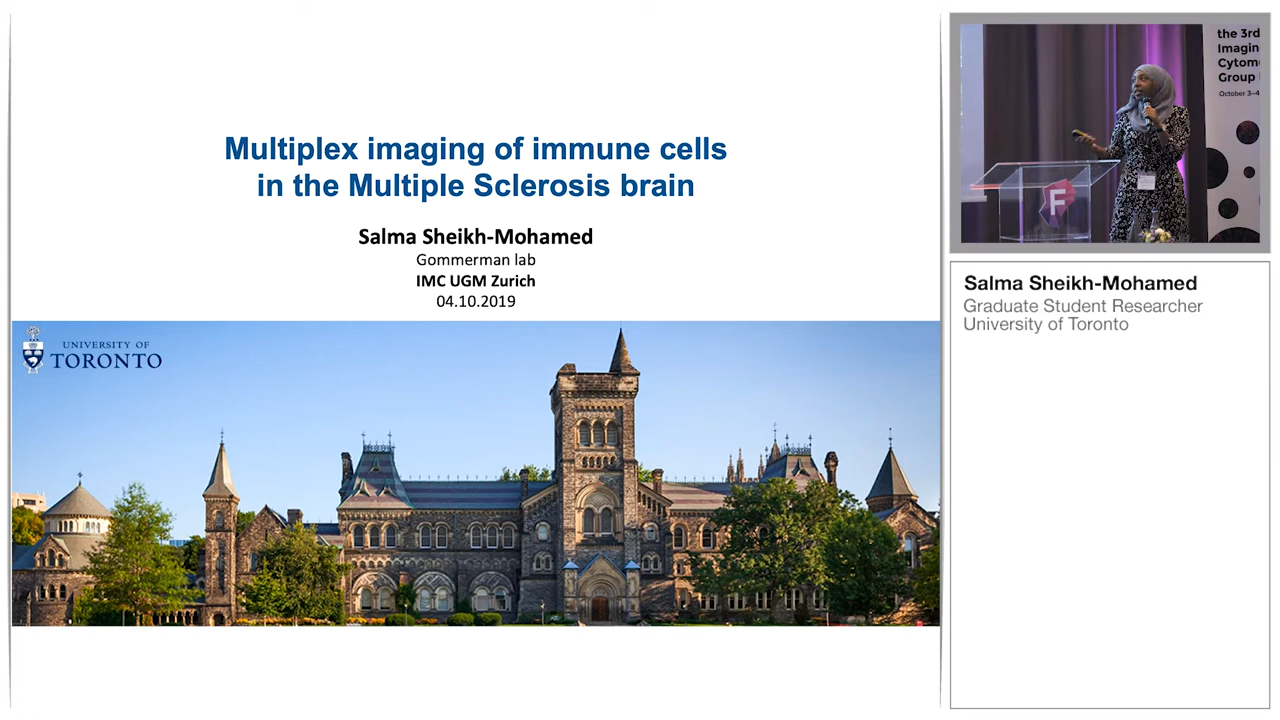 Multiplex imaging of immune cells
in the Multiple Sclerosis brain
Salma Sheikh-Mohamed
Gommerman lab
IMC UGM Zurich
04.10.2019
UNIVERSITY OF
TORONTO
the 3rd
Imagin
Cytom
Group
October 3–4
F
Salma Sheikh-Mohamed
Graduate Student Researcher
University of Toronto